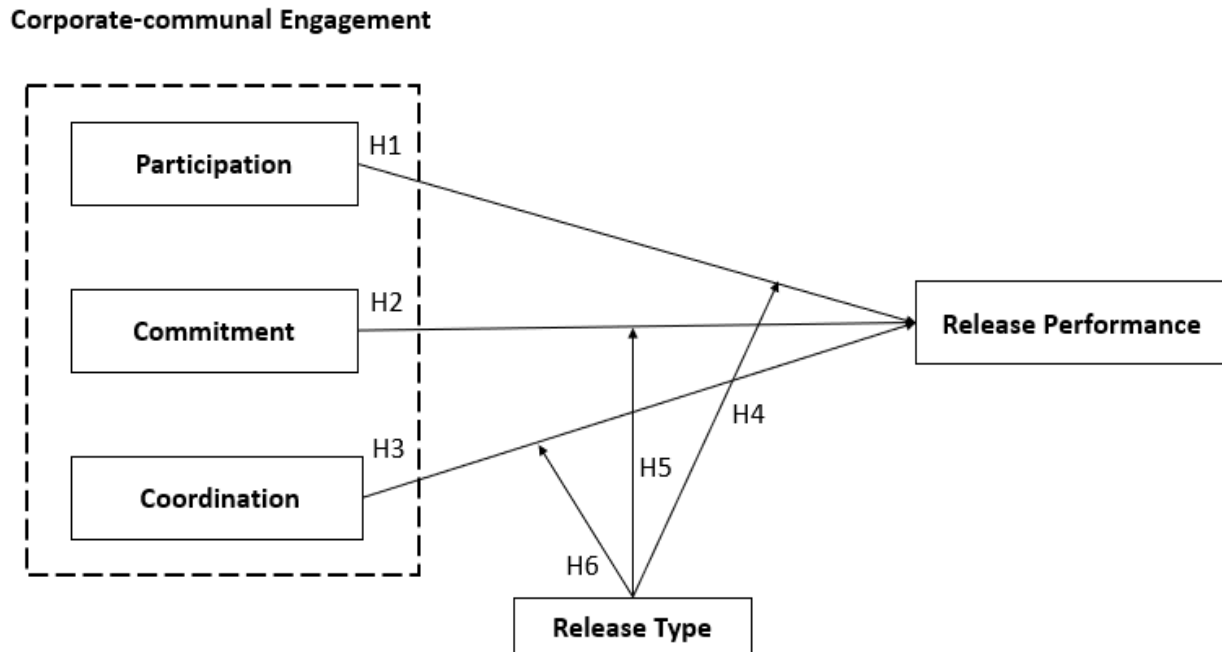 Corporate-communal Engagement
Participation
H1
Commitment
H2
Release Performance
Coordination
H3
H4
H5
H6
Release Type